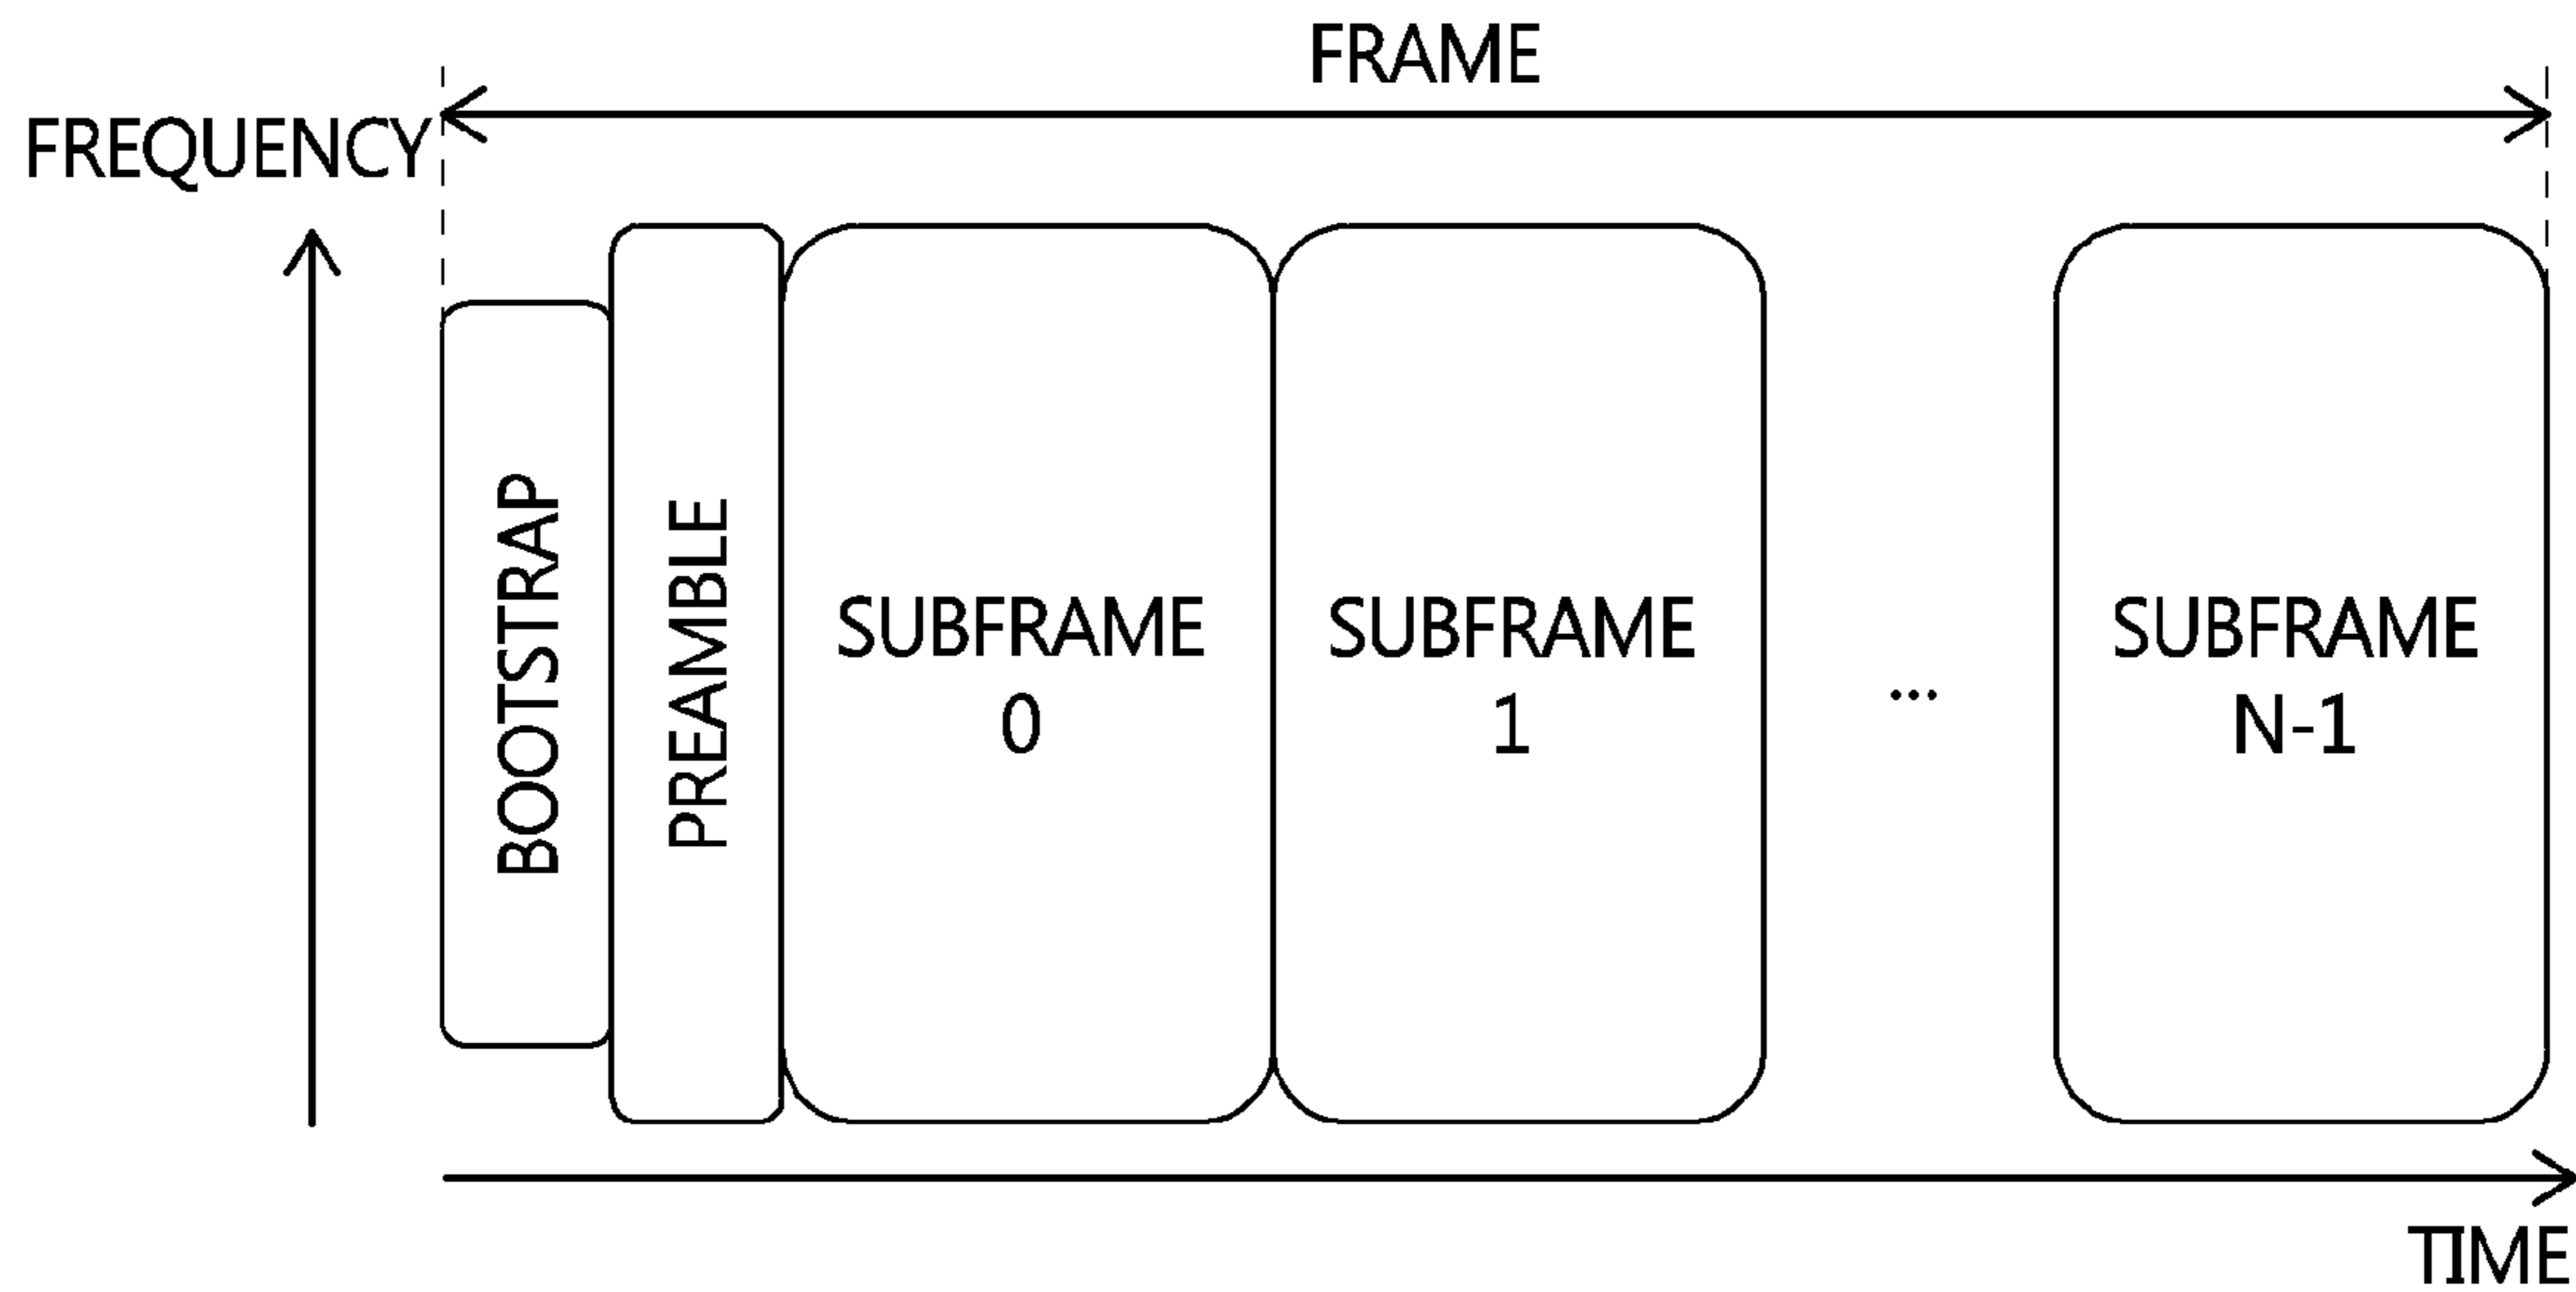 FRAME
FREQUENCY
BOOTSTRAP
PREAMBLE
SUBFRAME
0
SUBFRAME
1
...
SUBFRAME
N-1
TIME